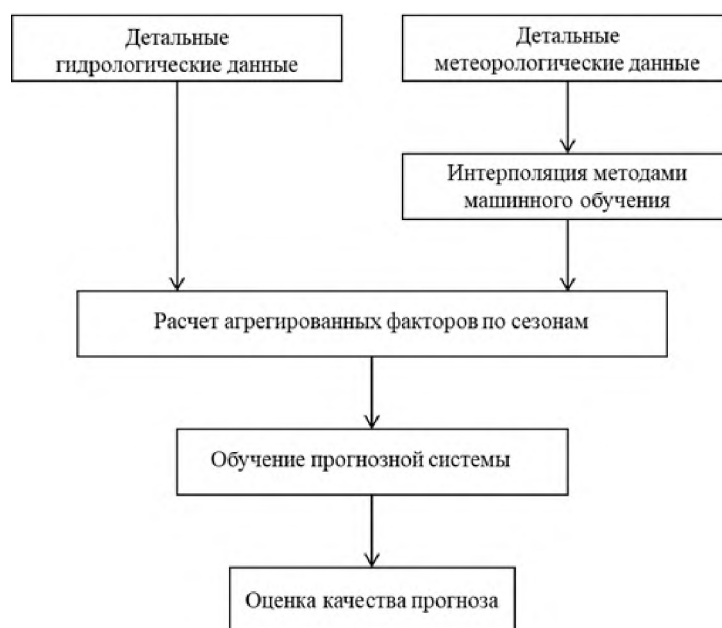 Детальные
гидрологические данные
Детальные
метеорологические данные
Интерполяция методами
машинного обучения
Расчет агрегированных факторов по сезонам
Обучение прогнозной системы
Оценка качества прогноза